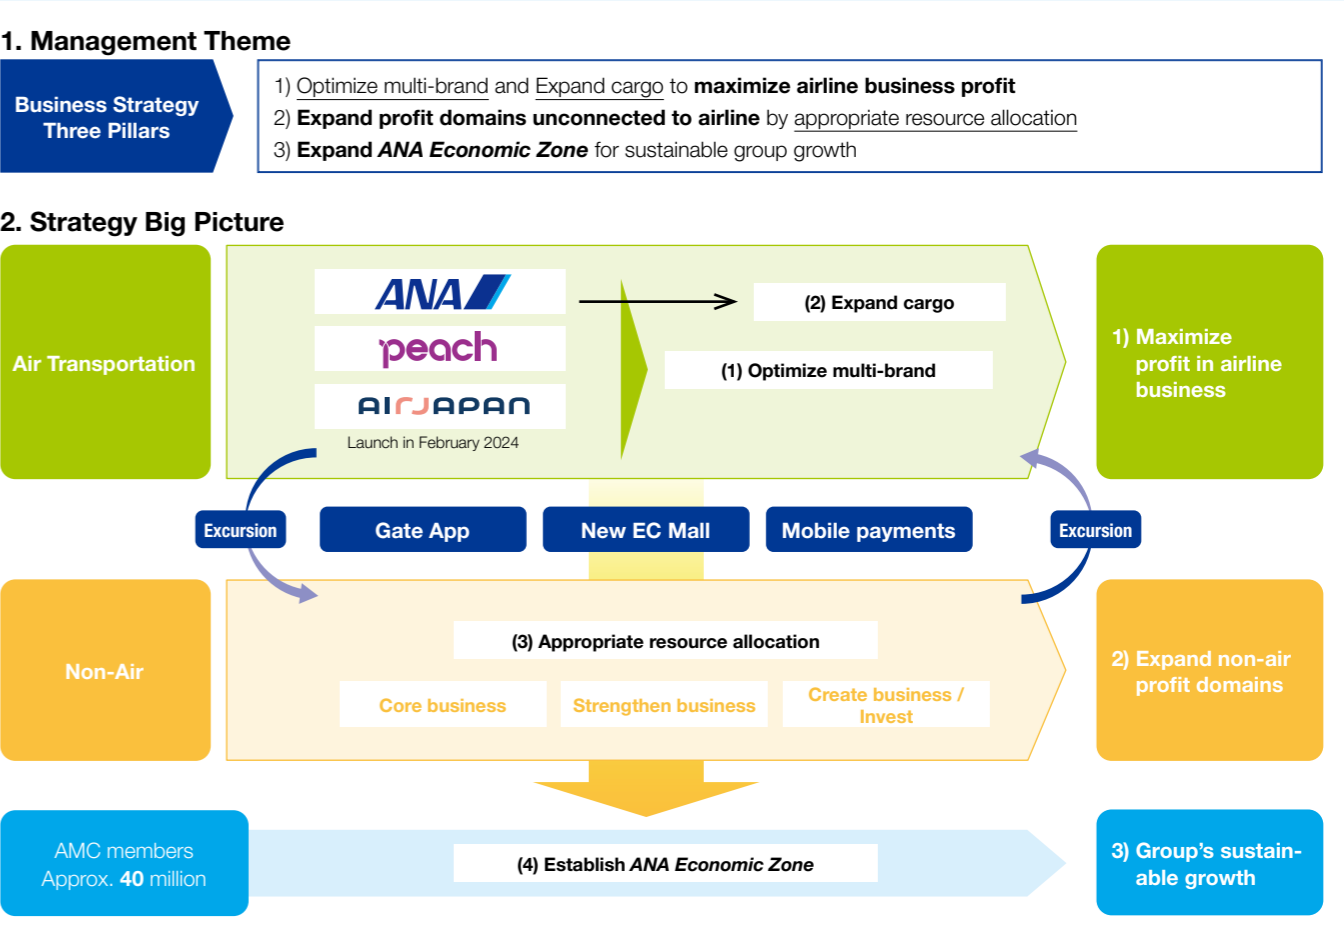 1. Management Theme
Business Strategy
Three Pillars
1) Optimize multi-brand and Expand cargo to maximize airline business profit
2) Expand profit domains unconnected to airline by appropriate resource allocation
3) Expand ANA Economic Zone for sustainable group growth
2. Strategy Big Picture
Air Transportation
ANA
peach
AIRJAPAN
Launch in February 2024
(2) Expand cargo
(1) Optimize multi-brand
1) Maximize
profit in airline
business
Excursion
Gate App
New EC Mall
Mobile payments
Excursion
Non-Air
(3) Appropriate resource allocation
Core business
Strengthen business
Create business /
Invest
2) Expand non-air
profit domains
AMC members
Approx. 40 million
(4) Establish ANA Economic Zone
3) Group's sustain-
able growth